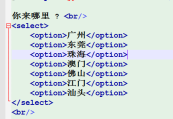 你来哪里 ? <br/>
<select>
<option>广州</option>
<option>东莞</option>
<option>珠海</option>
<option>澳门</option>
<option>佛山</option>
<option>江门</option>
<option>汕头</option>
</select>
<br/>